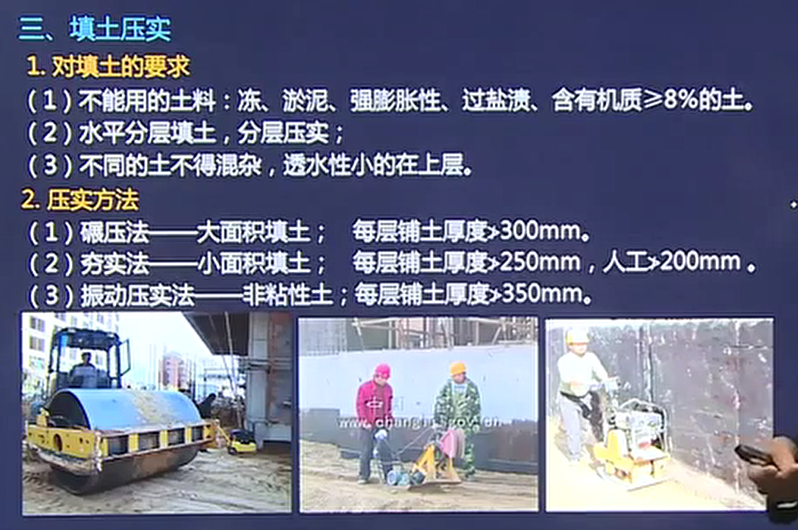 三、填土压实
1. 对填土的要求
（1）不能用的土料：冻、淤泥、强膨胀性、过盐渍、含有机质≥8%的土。
（2）水平分层填土，分层压实；
（3）不同的土不得混杂，透水性小的在上层。
2. 压实方法
（1）碾压法——大面积填土； 每层铺土厚度≯300mm。
（2）夯实法——小面积填土； 每层铺土厚度≯250mm，人工≯200mm 。
（3）振动压实法——非粘性土；每层铺土厚度≯350mm。
www.changjs.gov.cn